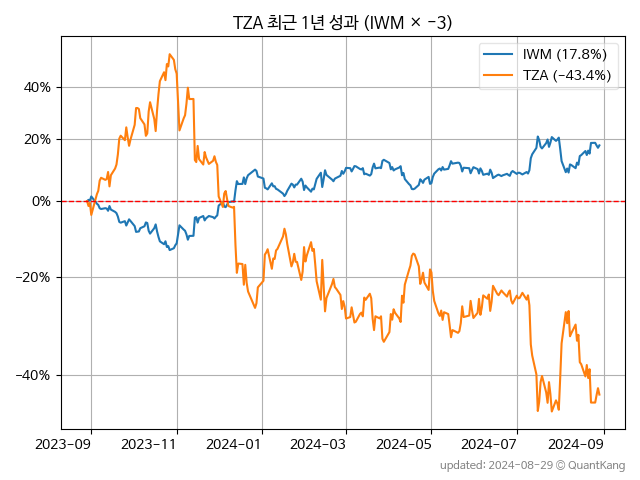 TZA 최근 1년 성과 (IWM × −3)
IWM (17.8%)
TZA (−43.4%)
40%
20%
0%
−20%
−40%
2023-09 2023-11 2024-01 2024-03 2024-05 2024-07 2024-09
updated: 2024-08-29 © QuantKang